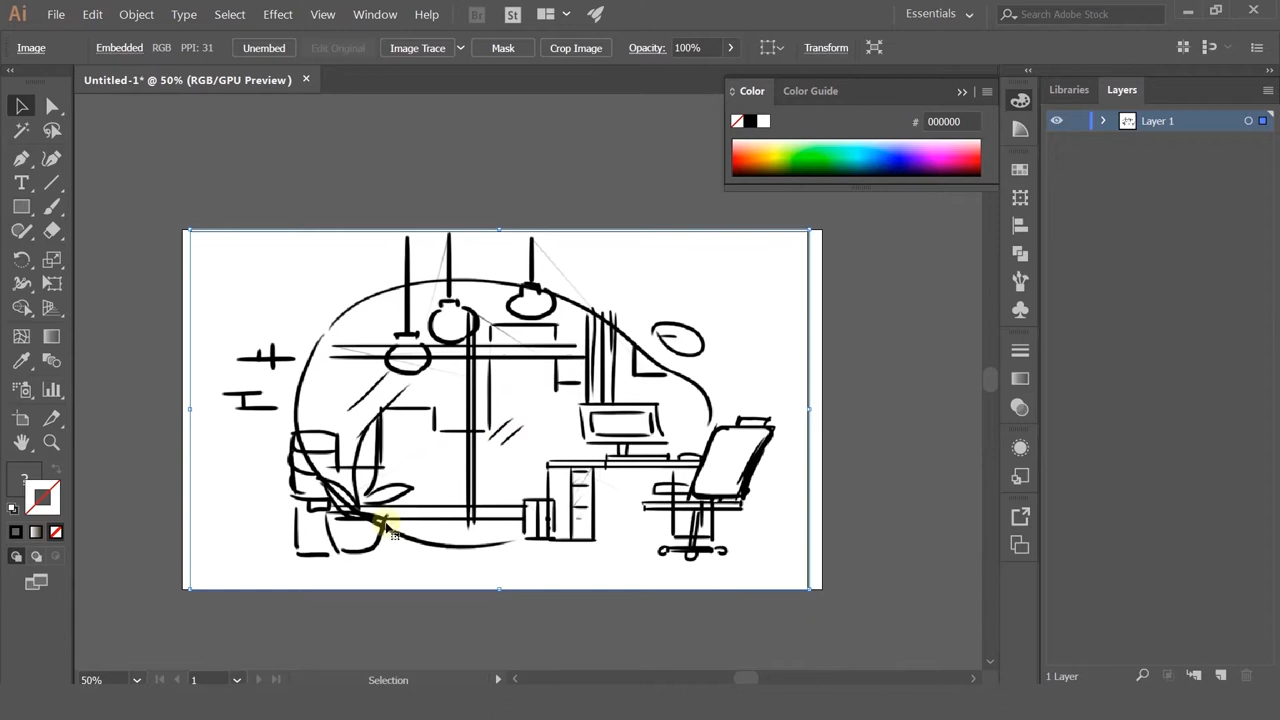 Ai File Edit Object Type Select Effect View Window Help Br St Essentials Search Adobe Stock
Image Embedded RGB PPI: 31 Unembed Edit Original Image Trace Mask Crop Image Opacity: 100% Transform
Untitled-1* @ 50% (RGB/GPU Preview)
Color Color Guide
# 000000
Libraries Layers
Layer 1
?
50% 1 Selection
1 Layer